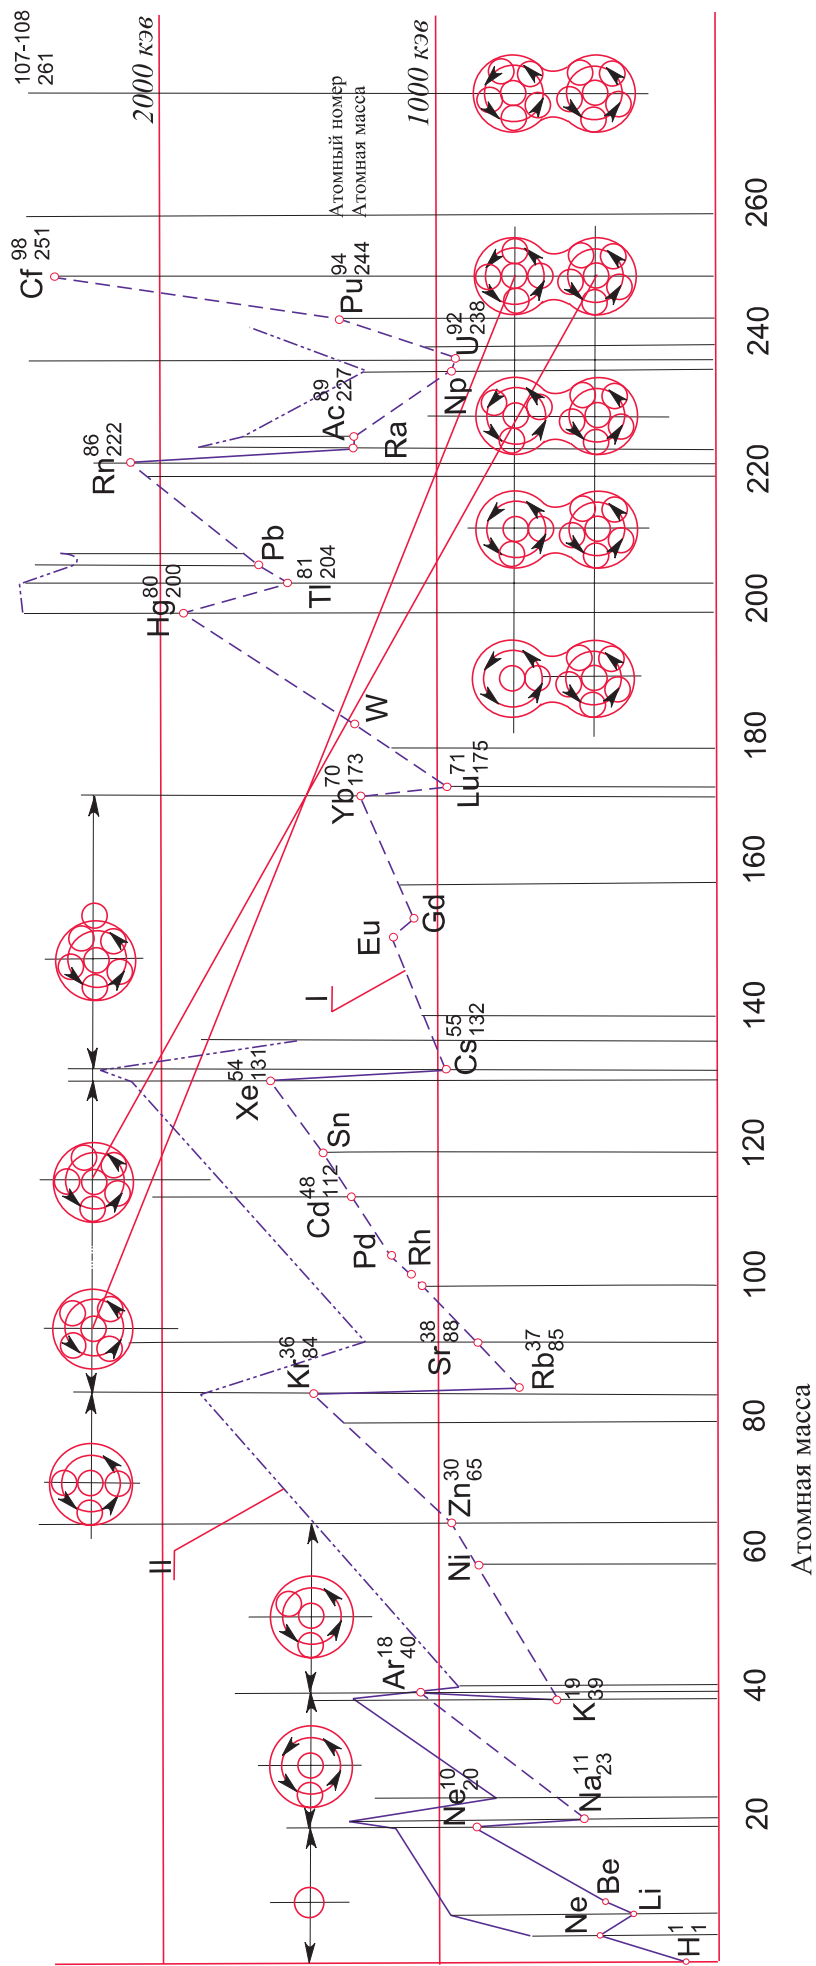 107-108
261
2000 кэв
1000 кэв
Атомный номер
Атомная масса
Cf 98 251
Pu 94 244
U 92 238
Np
Ac 89 227
Ra
Rn 86 222
Pb
Tl 81 204
Hg 80 200
W
Lu 71 175
Yb 70 173
Gd
Eu
I
Cs 55 132
Xe 54 131
Sn
Cd 48 112
Pd
Rh
Sr 38 88
Rb 37 85
Kr 36 84
Zn 30 65
Ni
II
Ar 18 40
K 19 39
Ne 10 20
Na 11 23
Ne
Be
Li
H 1 1
20
40
60
80
100
120
140
160
180
200
220
240
260
Атомная масса